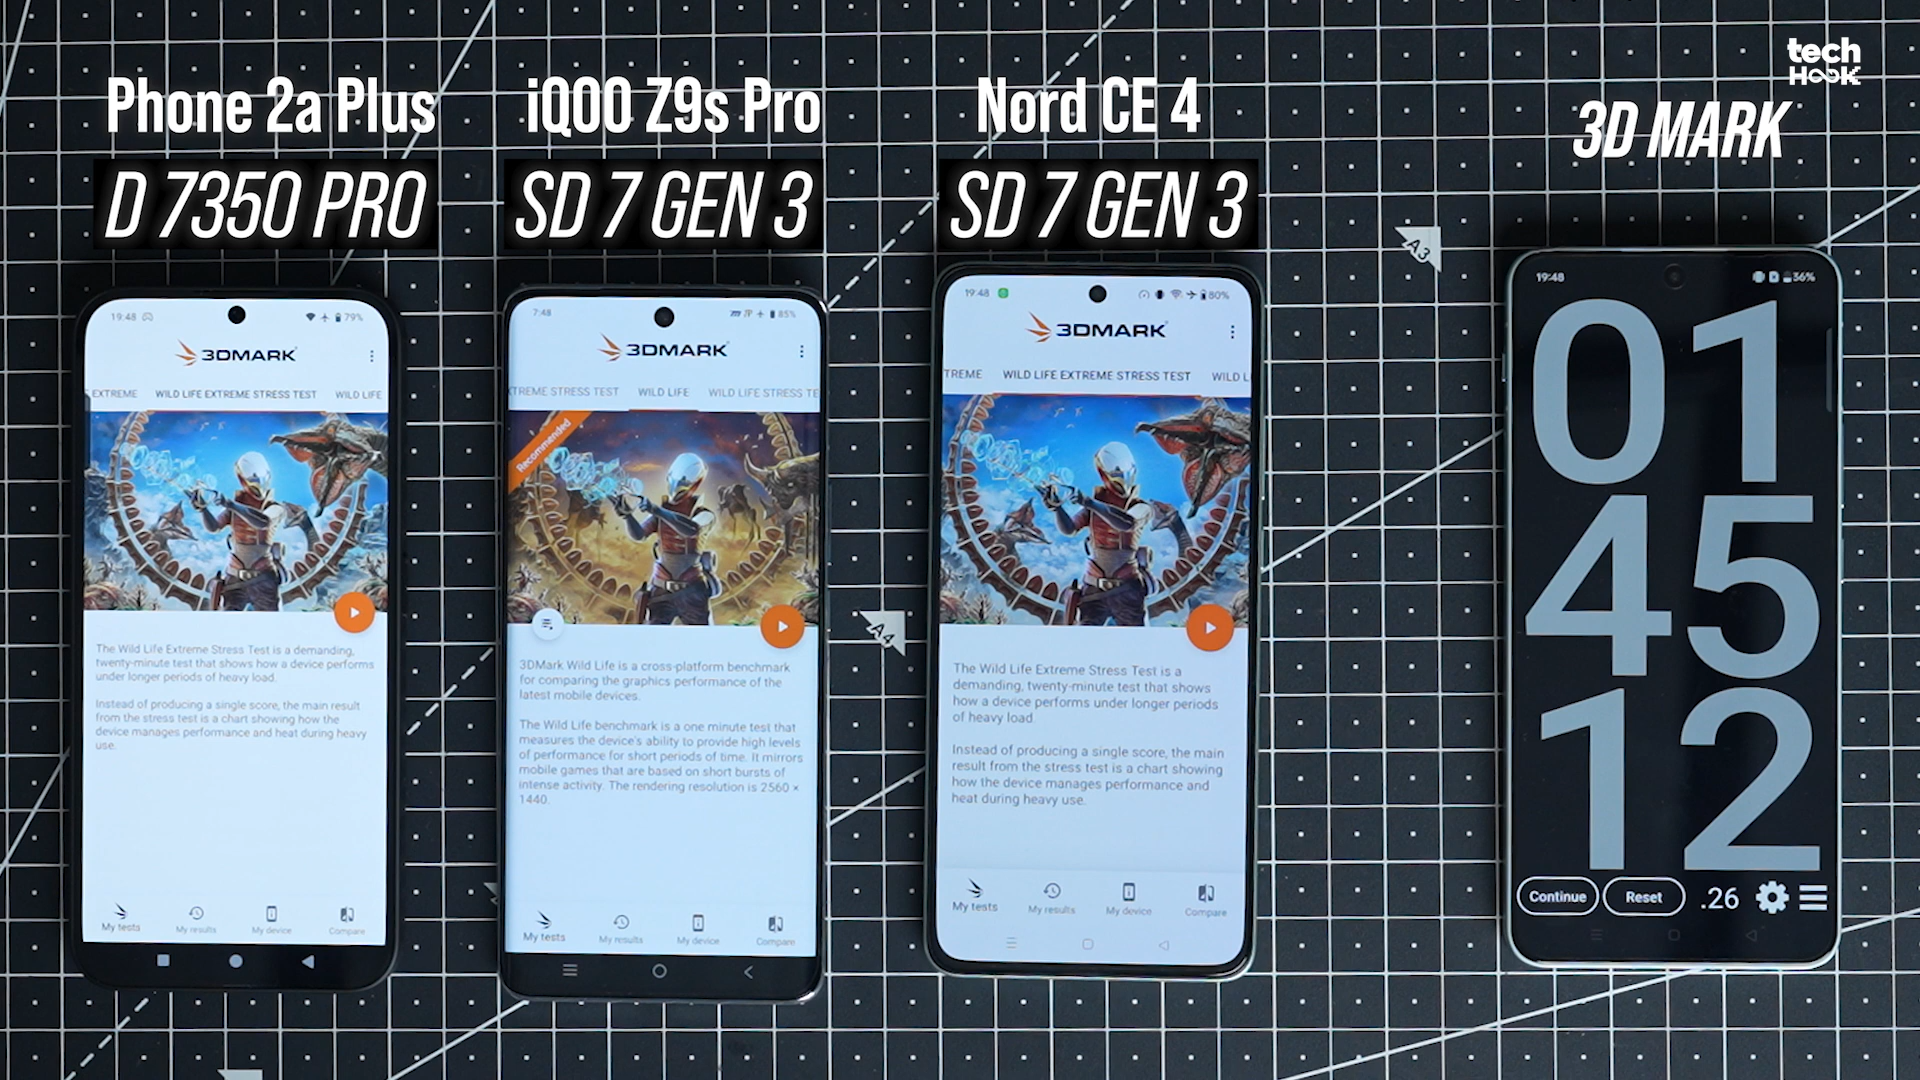 tech
HOOK
Phone 2a Plus
D 7350 PRO
iQOO Z9s Pro
SD 7 GEN 3
Nord CE 4
SD 7 GEN 3
3D MARK
19:48
79%
3DMARK
EXTREME
WILD LIFE EXTREME STRESS TEST
WILD LIFE
The Wild Life Extreme Stress Test is a demanding,
twenty-minute test that shows how a device performs
under longer periods of heavy load.
Instead of producing a single score, the main result
from the stress test is a chart showing how the
device manages performance and heat during heavy
use.
My tests
My results
My device
Compare
7:48
85%
3DMARK
XTREME STRESS TEST
WILD LIFE
WILD LIFE STRESS TE
Recommended
3DMark Wild Life is a cross-platform benchmark
for comparing the graphics performance of the
latest mobile devices.
The Wild Life benchmark is a one minute test that
measures the device's ability to provide high levels
of performance for short periods of time. It mirrors
mobile games that are based on short bursts of
intense activity. The rendering resolution is 2560 ×
1440.
My tests
My results
My device
Compare
19:48
80%
3DMARK
TREME
WILD LIFE EXTREME STRESS TEST
WILD L
The Wild Life Extreme Stress Test is a
demanding, twenty-minute test that shows
how a device performs under longer periods
of heavy load.
Instead of producing a single score, the main
result from the stress test is a chart showing
how the device manages performance and
heat during heavy use.
My tests
My results
My device
Compare
A3
A4
19:48
36%
01
45
12
Continue
Reset
.26